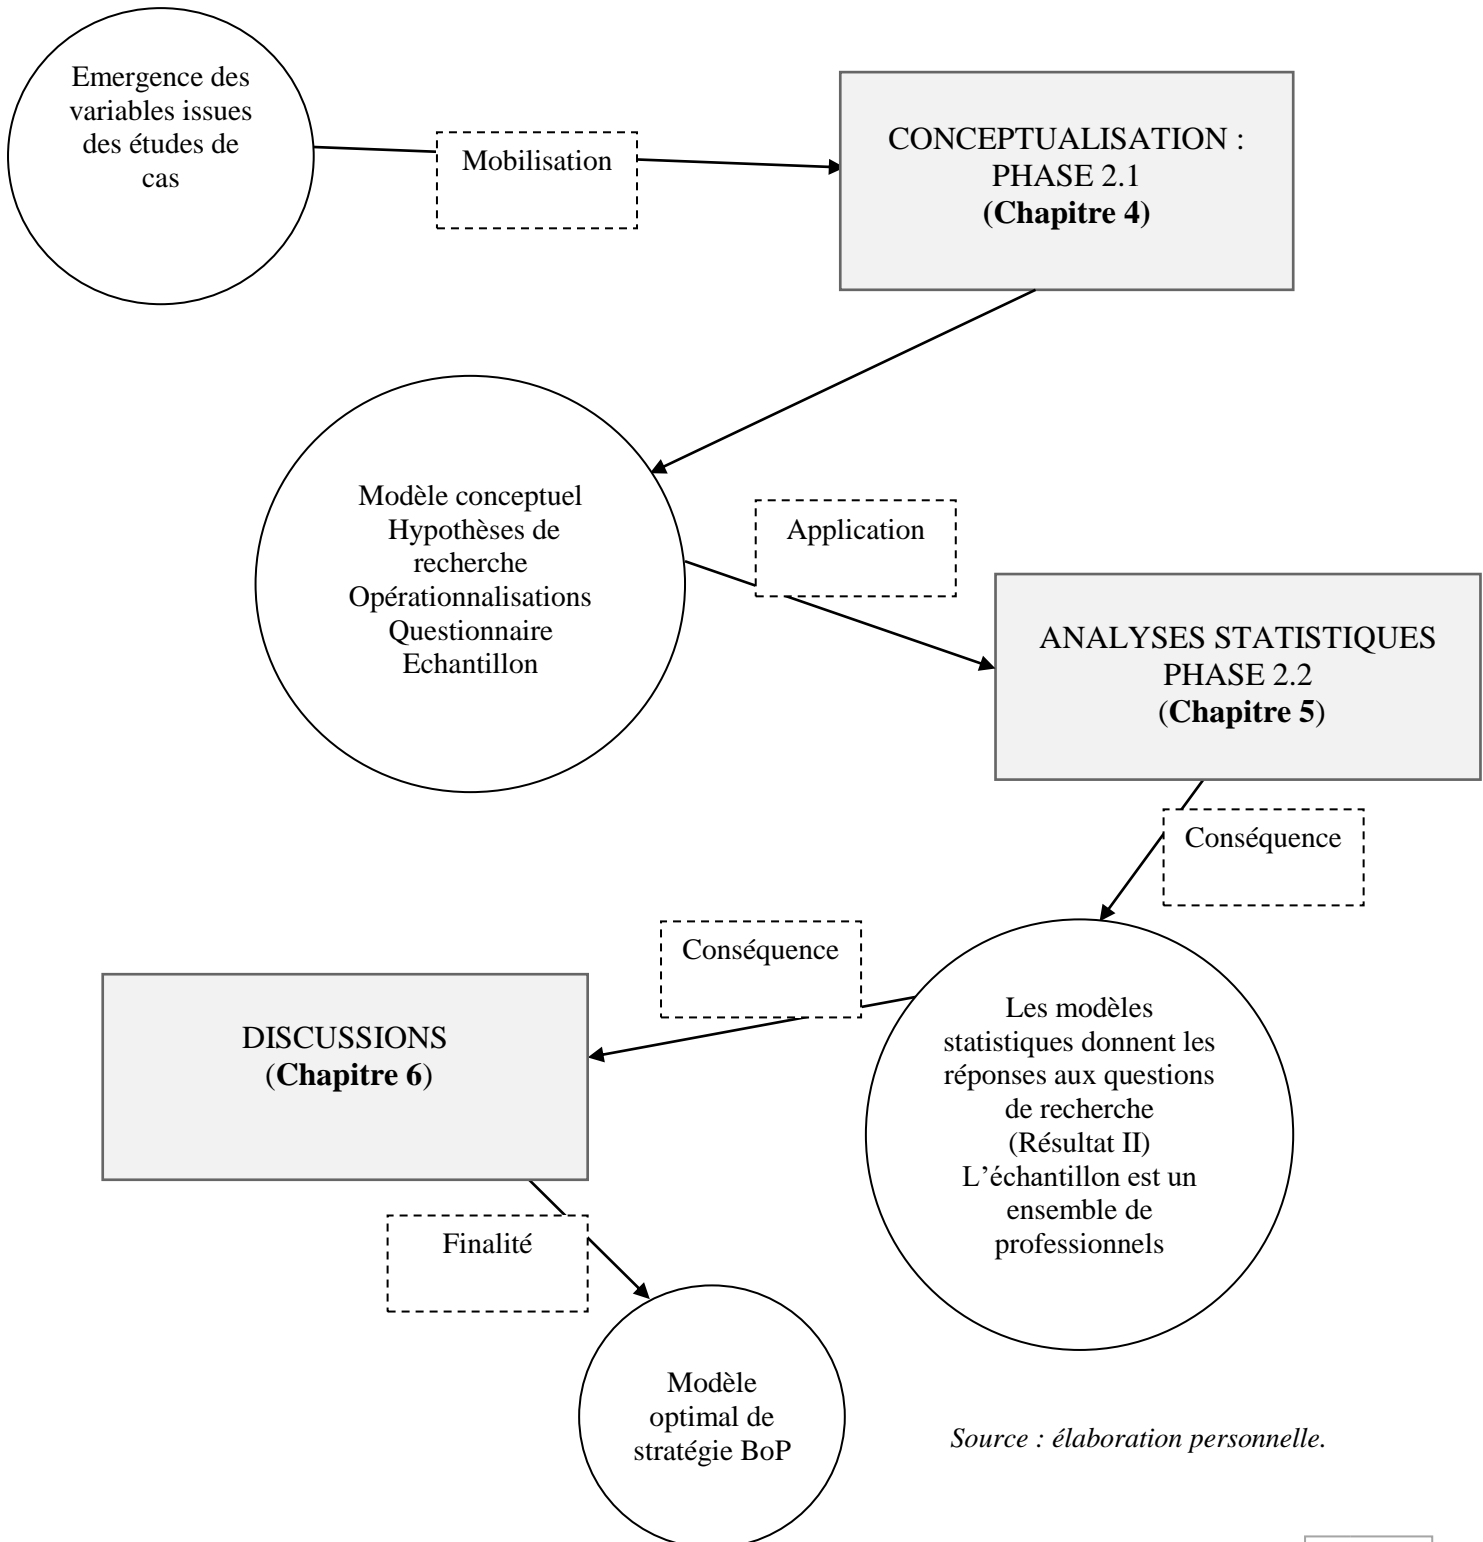 Emergence des
variables issues
des études de
cas
Mobilisation
CONCEPTUALISATION :
PHASE 2.1
(Chapitre 4)
Modèle conceptuel
Hypothèses de
recherche
Opérationnalisations
Questionnaire
Echantillon
Application
ANALYSES STATISTIQUES
PHASE 2.2
(Chapitre 5)
Conséquence
Conséquence
Les modèles
statistiques donnent les
réponses aux questions
de recherche
(Résultat II)
L’échantillon est un
ensemble de
professionnels
DISCUSSIONS
(Chapitre 6)
Finalité
Modèle
optimal de
stratégie BoP
Source : élaboration personnelle.